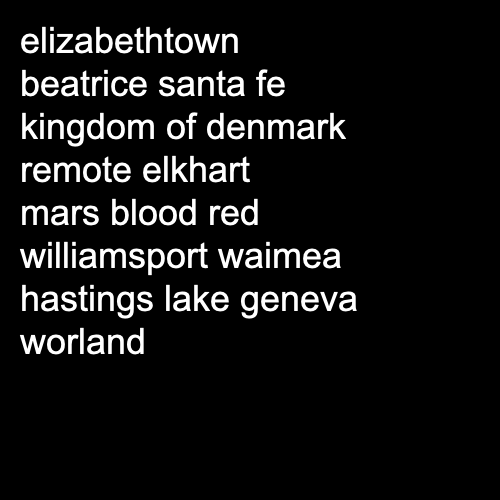 elizabethtown
beatrice santa fe
kingdom of denmark
remote elkhart
mars blood red
williamsport waimea
hastings lake geneva
worland